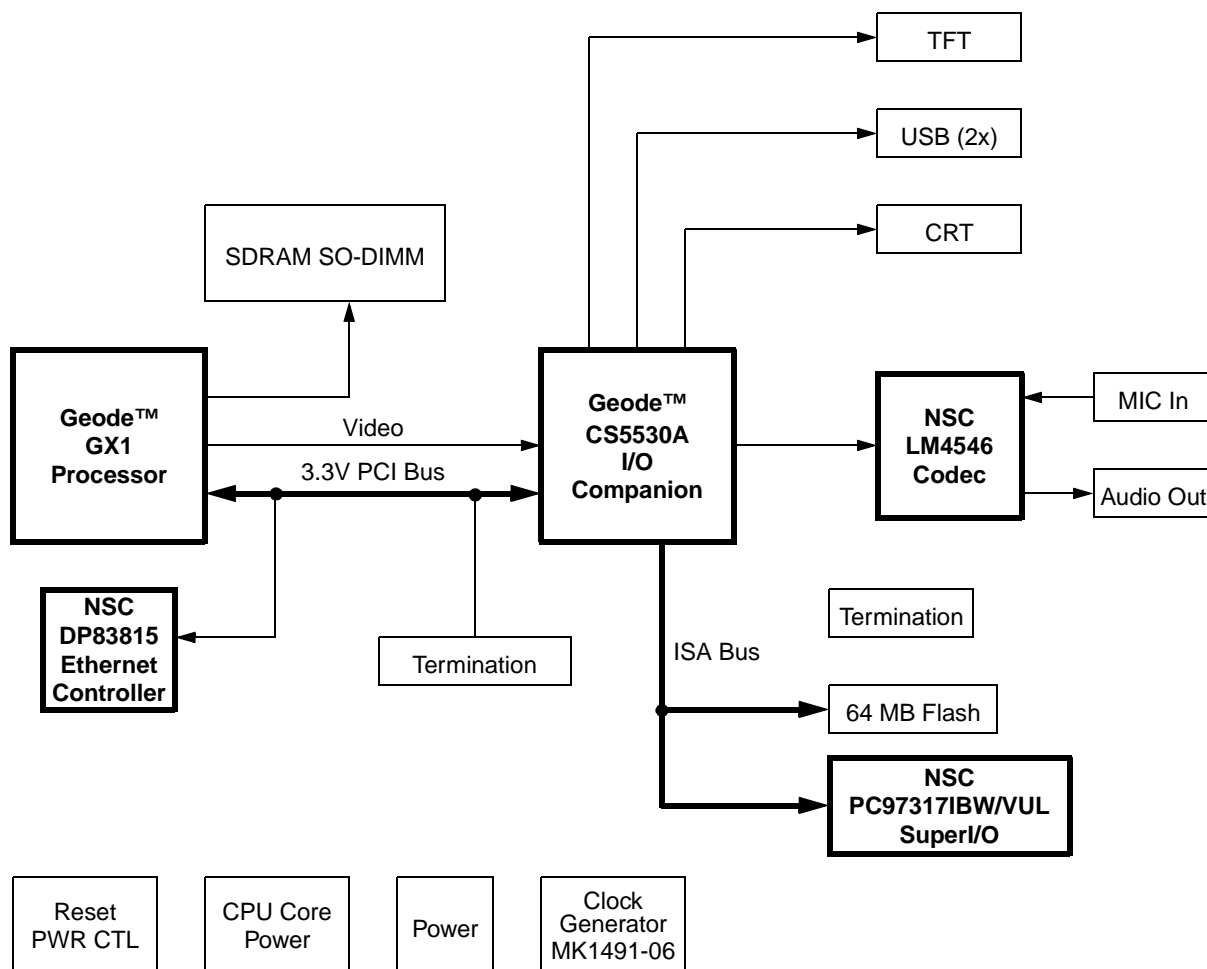 TFT
USB (2x)
CRT
SDRAM SO-DIMM
Geode™
GX1
Processor
Video
3.3V PCI Bus
Geode™
CS5530A
I/O
Companion
NSC
LM4546
Codec
MIC In
Audio Out
NSC
DP83815
Ethernet
Controller
Termination
ISA Bus
Termination
64 MB Flash
NSC
PC97317IBW/VUL
SuperI/O
Reset
PWR CTL
CPU Core
Power
Power
Clock
Generator
MK1491-06